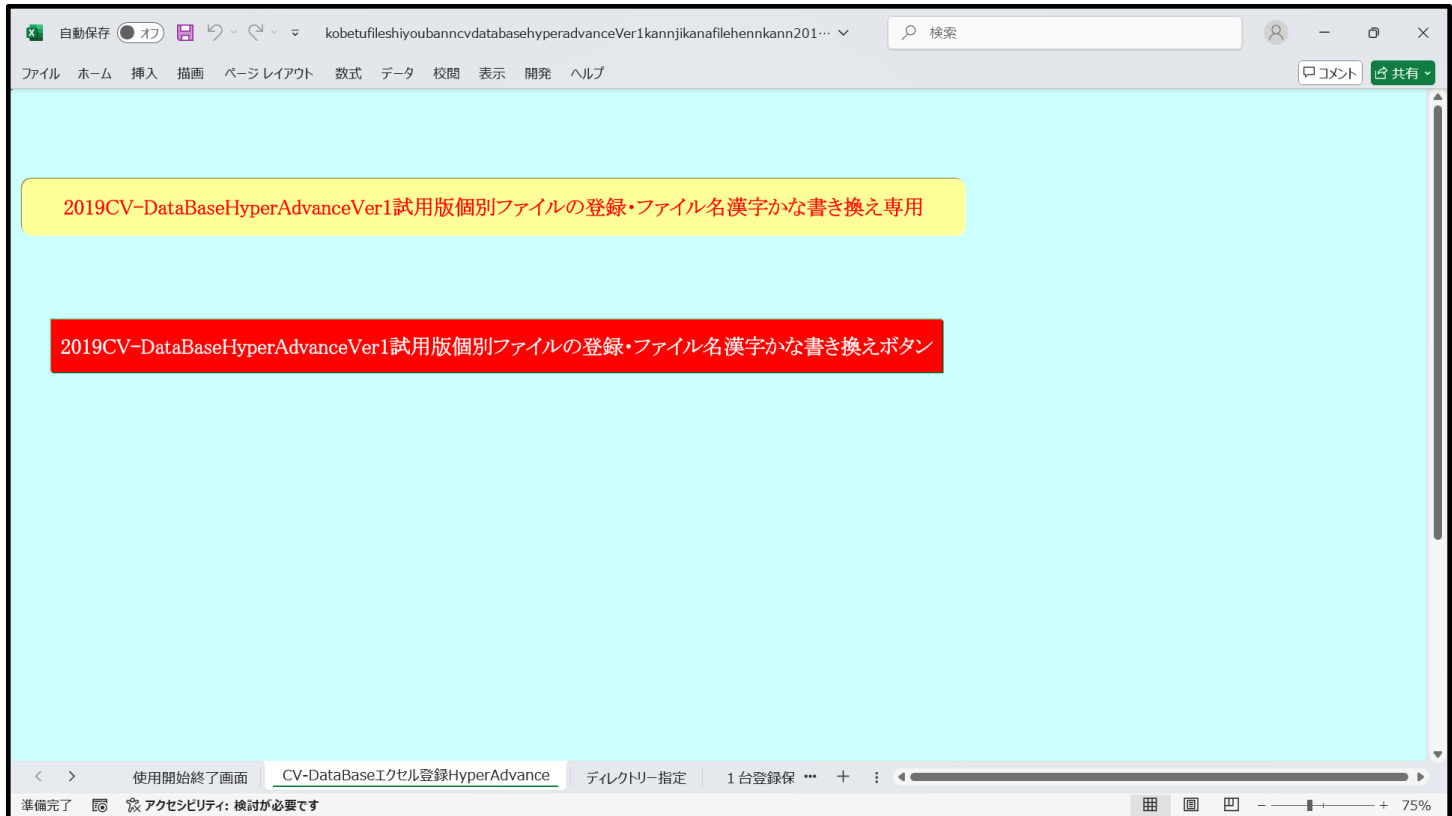 自動保存 オフ kobetufileshiyoubanncvdatabasehyperadvanceVer1kannjikanafilehennkann201… 検索
ファイル ホーム 挿入 描画 ページ レイアウト 数式 データ 校閲 表示 開発 ヘルプ コメント 共有
2019CV-DataBaseHyperAdvanceVer1試用版個別ファイルの登録・ファイル名漢字かな書き換え専用
2019CV-DataBaseHyperAdvanceVer1試用版個別ファイルの登録・ファイル名漢字かな書き換えボタン
使用開始終了画面 CV-DataBaseエクセル登録HyperAdvance ディレクトリー指定 1台登録保 …
準備完了 アクセシビリティ: 検討が必要です 75%